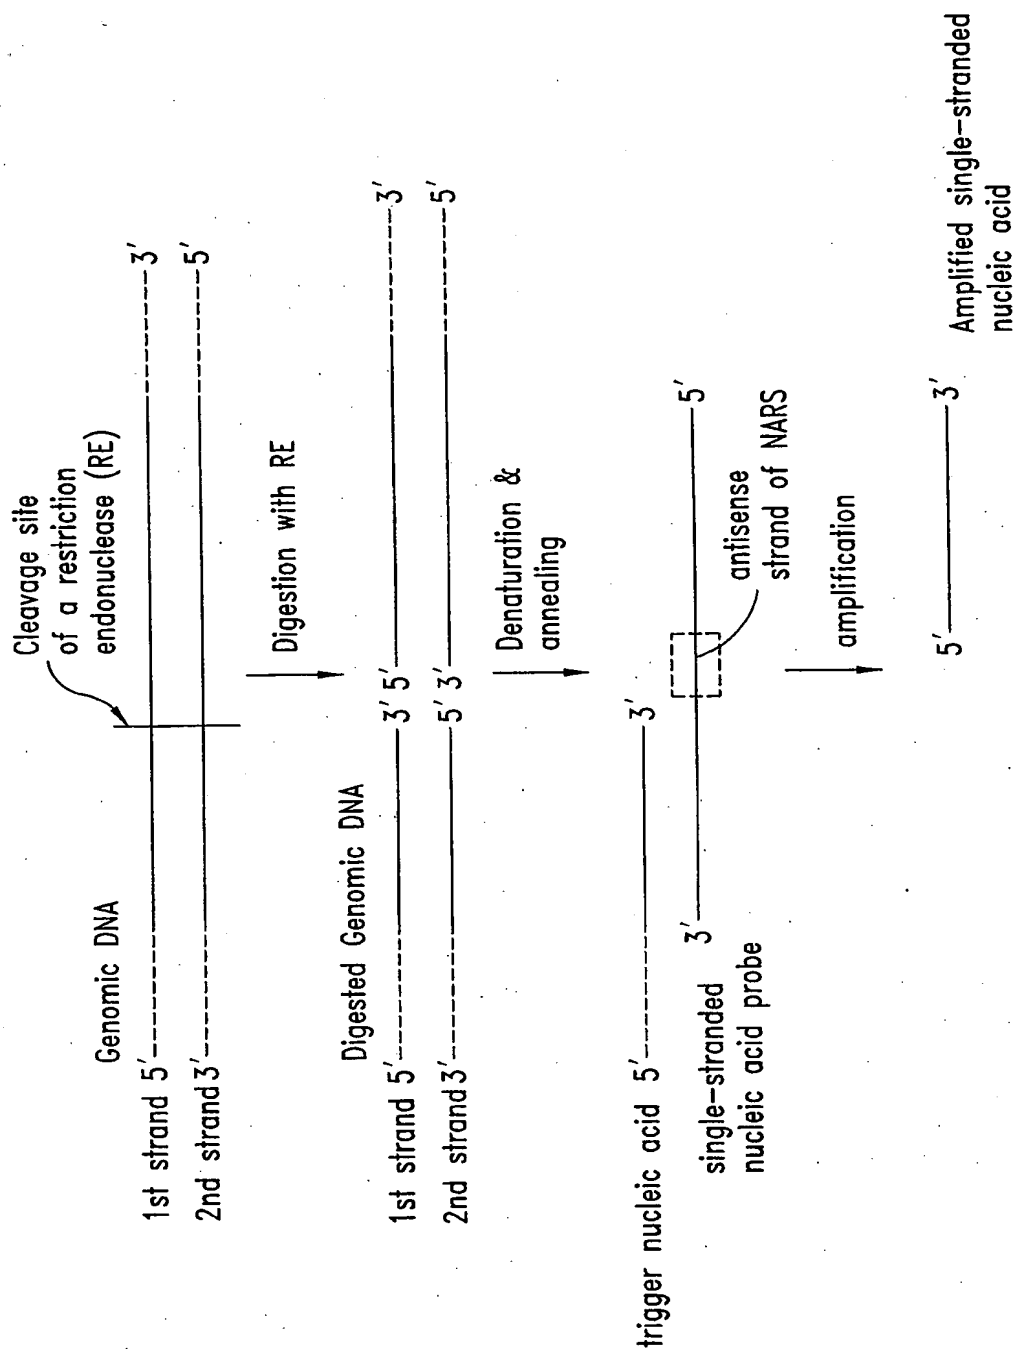 Cleavage site
of a restriction
endonuclease (RE)
Genomic DNA
1st strand 5′ 3′
2nd strand 3′ 5′
Digestion with RE
Digested Genomic DNA
1st strand 5′ 3′ 5′ 3′
2nd strand 3′ 5′ 3′ 5′
Denaturation &
annealing
trigger nucleic acid 5′ 3′
3′ 5′
single-stranded
nucleic acid probe
antisense
strand of NARS
amplification
5′ 3′
Amplified single-stranded
nucleic acid